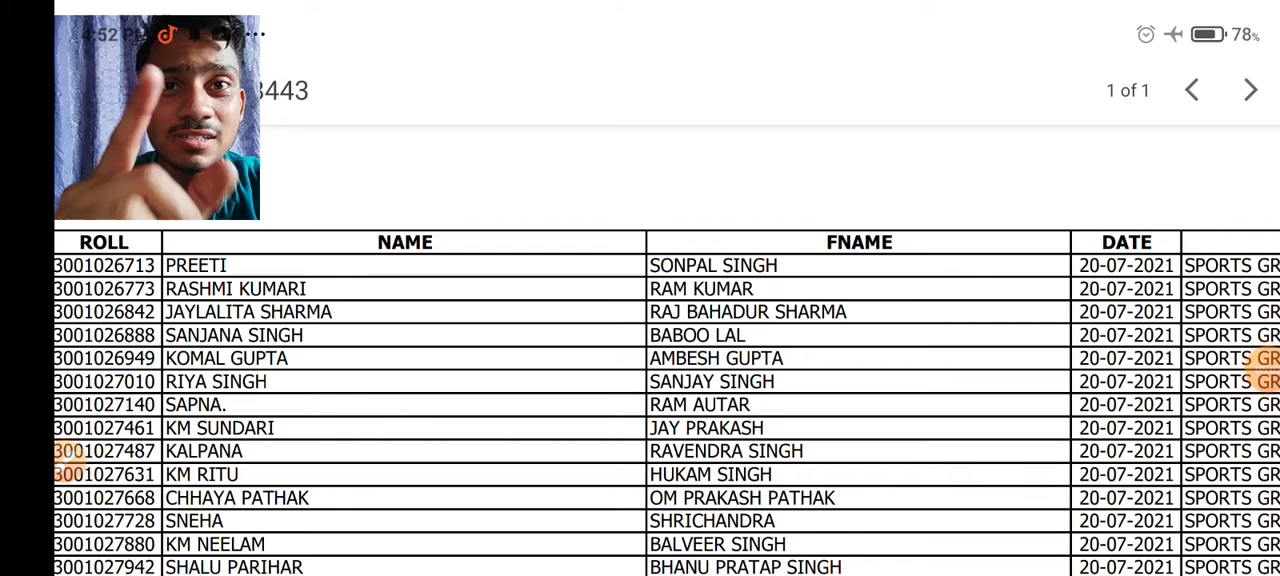 4:52 PM ... 78%
3443 1 of 1
ROLL NAME FNAME DATE
3001026713 PREETI SONPAL SINGH 20-07-2021 SPORTS GR
3001026773 RASHMI KUMARI RAM KUMAR 20-07-2021 SPORTS GR
3001026842 JAYLALITA SHARMA RAJ BAHADUR SHARMA 20-07-2021 SPORTS GR
3001026888 SANJANA SINGH BABOO LAL 20-07-2021 SPORTS GR
3001026949 KOMAL GUPTA AMBESH GUPTA 20-07-2021 SPORTS GR
3001027010 RIYA SINGH SANJAY SINGH 20-07-2021 SPORTS GR
3001027140 SAPNA. RAM AUTAR 20-07-2021 SPORTS GR
3001027461 KM SUNDARI JAY PRAKASH 20-07-2021 SPORTS GR
3001027487 KALPANA RAVENDRA SINGH 20-07-2021 SPORTS GR
3001027631 KM RITU HUKAM SINGH 20-07-2021 SPORTS GR
3001027668 CHHAYA PATHAK OM PRAKASH PATHAK 20-07-2021 SPORTS GR
3001027728 SNEHA SHRICHANDRA 20-07-2021 SPORTS GR
3001027880 KM NEELAM BALVEER SINGH 20-07-2021 SPORTS GR
3001027942 SHALU PARIHAR BHANU PRATAP SINGH 20-07-2021 SPORTS GR